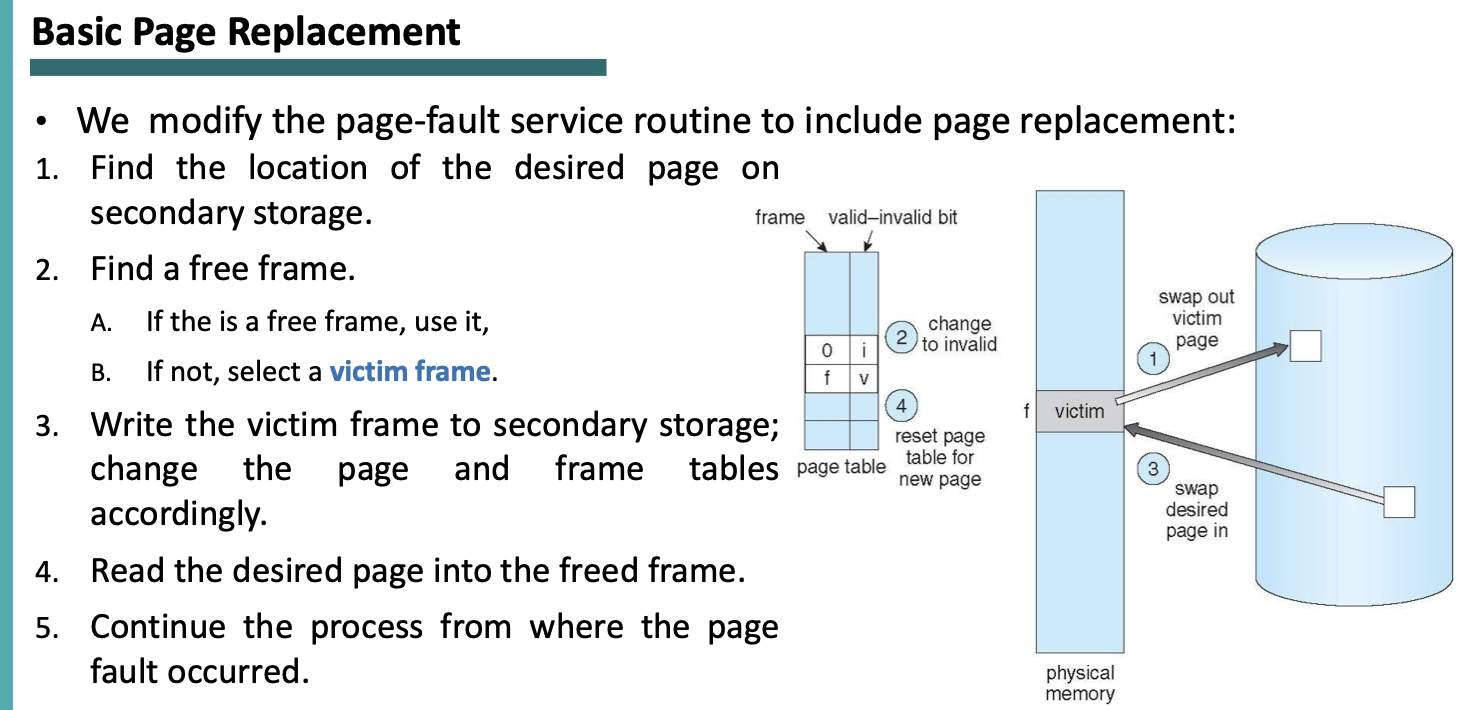 Basic Page Replacement
• We modify the page-fault service routine to include page replacement:
1. Find the location of the desired page on
secondary storage.
2. Find a free frame.
A. If the is a free frame, use it,
B. If not, select a victim frame.
3. Write the victim frame to secondary storage;
change the page and frame tables
accordingly.
4. Read the desired page into the freed frame.
5. Continue the process from where the page
fault occurred.
frame
valid–invalid bit
0 i
f v
2
change
to invalid
4
reset page
table for
new page
page table
f
victim
physical
memory
1
swap out
victim
page
3
swap
desired
page in